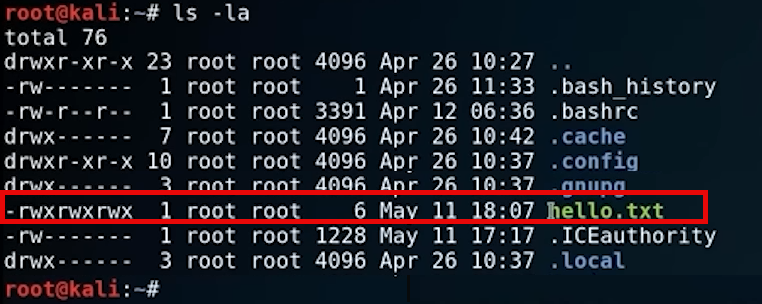 root@kali:~# ls -la
total 76
drwxr-xr-x 23 root root 4096 Apr 26 10:27 ..
-rw------- 1 root root 1 Apr 26 11:33 .bash_history
-rw-r--r-- 1 root root 3391 Apr 12 06:36 .bashrc
drwx------ 7 root root 4096 Apr 26 10:42 .cache
drwxr-xr-x 10 root root 4096 Apr 26 10:37 .config
drwx------ 3 root root 4096 Apr 26 10:37 .gnupg
-rwxrwxrwx 1 root root 6 May 11 18:07 hello.txt
-rw------- 1 root root 1228 May 11 17:17 .ICEauthority
drwx------ 3 root root 4096 Apr 26 10:37 .local
root@kali:~#